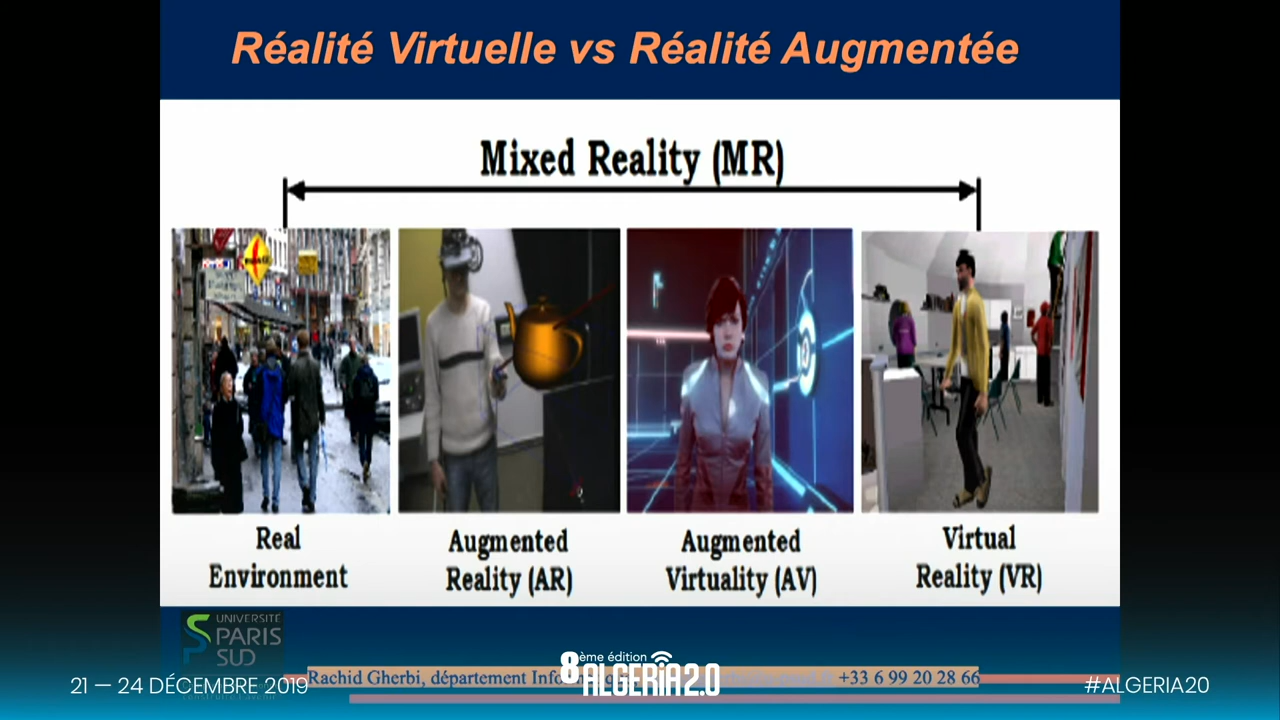 Réalité Virtuelle vs Réalité Augmentée
Mixed Reality (MR)
Real
Environment
Augmented
Reality (AR)
Augmented
Virtuality (AV)
Virtual
Reality (VR)
UNIVERSITÉ
PARIS
SUD
Rachid Gherbi, département +33 6 99 20 28 66
21 — 24 DÉCEMBRE 2019
8ème édition
ALGERIA2.0
#ALGERIA20